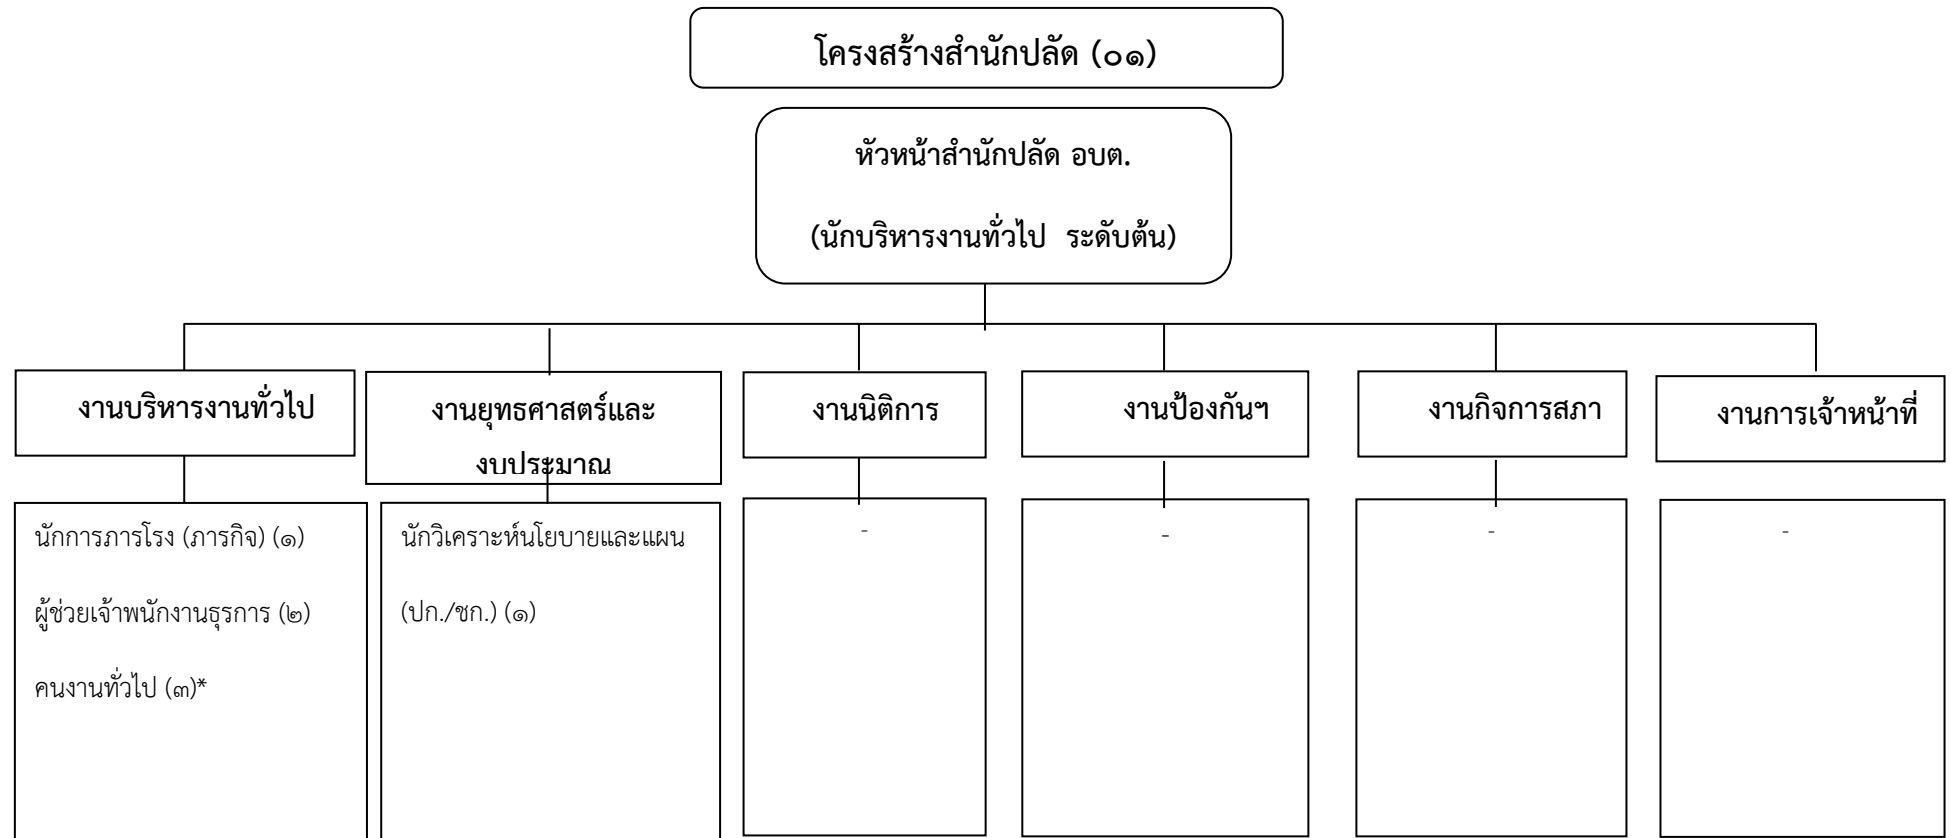 โครงสร้างสำนักปลัด (๐๑)
หัวหน้าสำนักปลัด อบต.
(นักบริหารงานทั่วไป ระดับต้น)
งานบริหารงานทั่วไป
งานยุทธศาสตร์และ
งบประมาณ
งานนิติการ
งานป้องกันฯ
งานกิจการสภา
งานการเจ้าหน้าที่
นักการภารโรง (ภารกิจ) (๑)
ผู้ช่วยเจ้าพนักงานธุรการ (๒)
คนงานทั่วไป (๓)*
นักวิเคราะห์นโยบายและแผน
(ปก./ชก.) (๑)
-
-
-
-